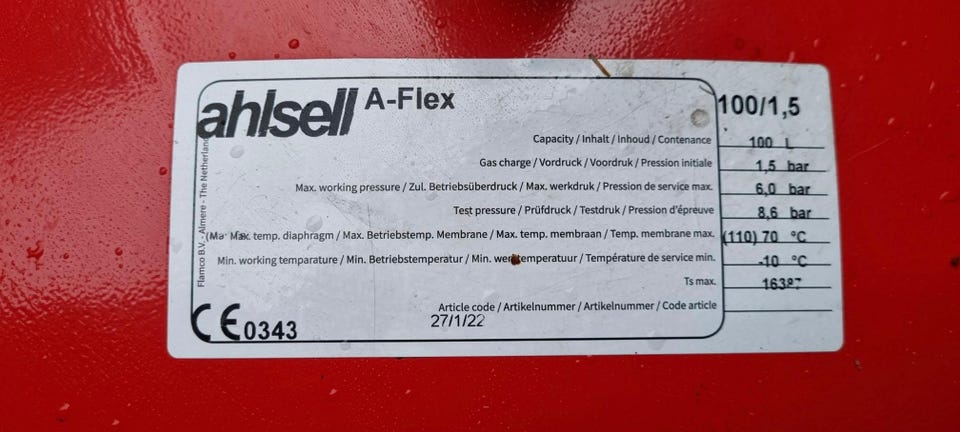 ahlsell A-Flex 100/1,5
Capacity / Inhalt / Inhoud / Contenance 100 L
Gas charge / Vordruck / Voordruk / Pression initiale 1,5 bar
Max. working pressure / Zul. Betriebsüberdruck / Max. werkdruk / Pression de service max. 6,0 bar
Test pressure / Prüfdruck / Testdruk / Pression d'épreuve 8,6 bar
(Ma Max. temp. diaphragm / Max. Betriebstemp. Membrane / Max. temp. membraan / Temp. membrane max. (110) 70 °C
Min. working temparature / Min. Betriebstemperatur / Min. werktemperatuur / Température de service min. -10 °C
Ts max. 16387
Article code / Artikelnummer / Artikelnummer / Code article
27/1/22
CE 0343
Flamco B.V. - Almere - The Netherland